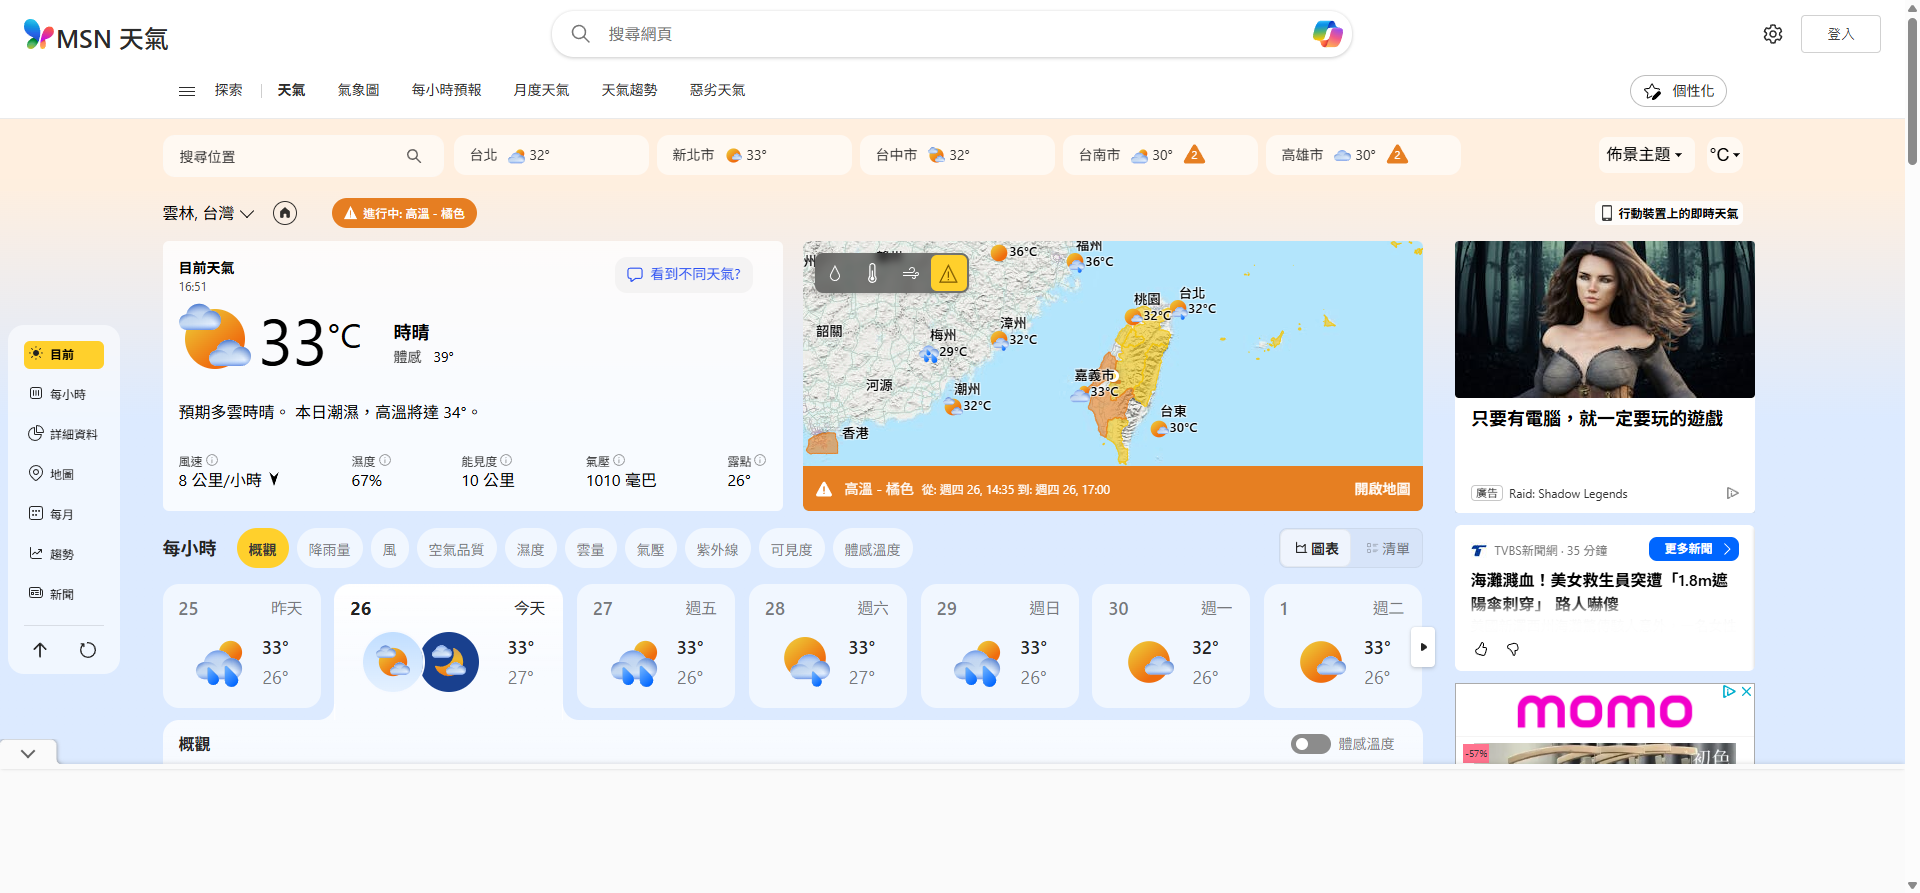 MSN 天氣
搜尋網頁
登入
探索
天氣
氣象圖
每小時預報
月度天氣
天氣趨勢
惡劣天氣
個性化
搜尋位置
台北 32°
新北市 33°
台中市 32°
台南市 30° 2
高雄市 30° 2
佈景主題
°C
雲林, 台灣
進行中: 高溫 - 橘色
行動裝置上的即時天氣
目前
每小時
詳細資料
地圖
每月
趨勢
新聞
目前天氣
16:51
看到不同天氣?
33°C
時晴
體感 39°
預期多雲時晴。 本日潮濕，高溫將達 34°。
風速
8 公里/小時
濕度
67%
能見度
10 公里
氣壓
1010 毫巴
露點
26°
36°C
福州
36°C
州
韶關
梅州
29°C
漳州
32°C
桃園
32°C
台北
32°C
河源
潮州
32°C
嘉義市
33°C
台東
30°C
香港
高溫 - 橘色 從: 週四 26, 14:35 到: 週四 26, 17:00
開啟地圖
只要有電腦，就一定要玩的遊戲
廣告 Raid: Shadow Legends
每小時
概觀
降雨量
風
空氣品質
濕度
雲量
氣壓
紫外線
可見度
體感溫度
圖表
清單
25 昨天
33°
26°
26 今天
33°
27°
27 週五
33°
26°
28 週六
33°
27°
29 週日
33°
26°
30 週一
32°
26°
1 週二
33°
26°
概觀
體感溫度
TVBS新聞網 · 35 分鐘
更多新聞
海灘濺血！美女救生員突遭「1.8m遮
陽傘刺穿」 路人嚇傻
momo
-57%
初色